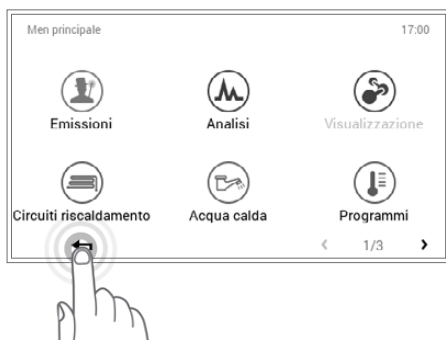 Men principale 17:00
Emissioni Analisi Visualizzazione
Circuiti riscaldamento Acqua calda Programmi
1/3